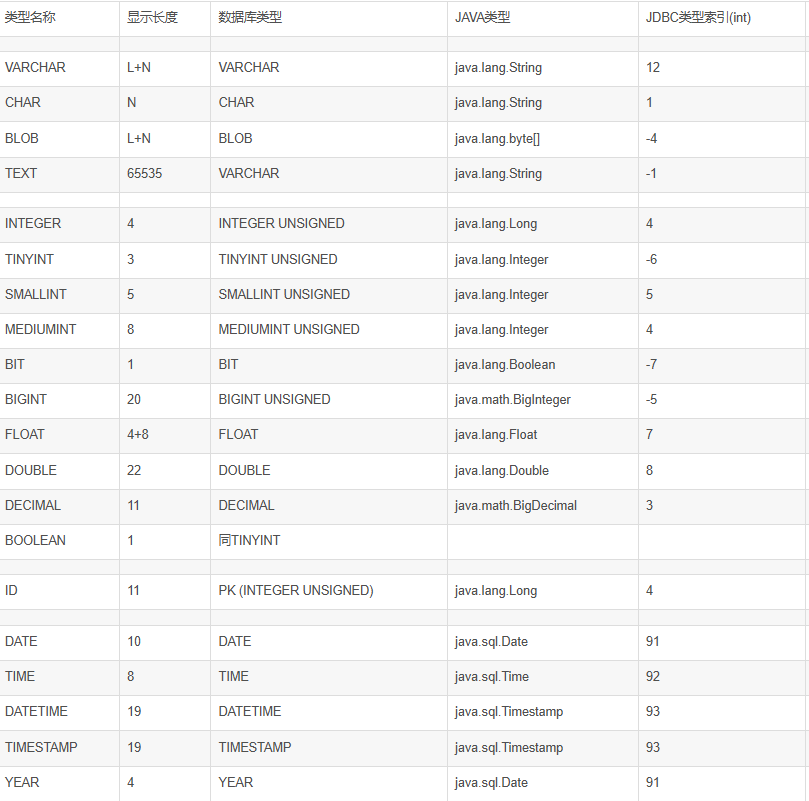 类型名称 显示长度 数据库类型 JAVA类型 JDBC类型索引(int)
VARCHAR L+N VARCHAR java.lang.String 12
CHAR N CHAR java.lang.String 1
BLOB L+N BLOB java.lang.byte[] -4
TEXT 65535 VARCHAR java.lang.String -1
INTEGER 4 INTEGER UNSIGNED java.lang.Long 4
TINYINT 3 TINYINT UNSIGNED java.lang.Integer -6
SMALLINT 5 SMALLINT UNSIGNED java.lang.Integer 5
MEDIUMINT 8 MEDIUMINT UNSIGNED java.lang.Integer 4
BIT 1 BIT java.lang.Boolean -7
BIGINT 20 BIGINT UNSIGNED java.math.BigInteger -5
FLOAT 4+8 FLOAT java.lang.Float 7
DOUBLE 22 DOUBLE java.lang.Double 8
DECIMAL 11 DECIMAL java.math.BigDecimal 3
BOOLEAN 1 同TINYINT
ID 11 PK (INTEGER UNSIGNED) java.lang.Long 4
DATE 10 DATE java.sql.Date 91
TIME 8 TIME java.sql.Time 92
DATETIME 19 DATETIME java.sql.Timestamp 93
TIMESTAMP 19 TIMESTAMP java.sql.Timestamp 93
YEAR 4 YEAR java.sql.Date 91